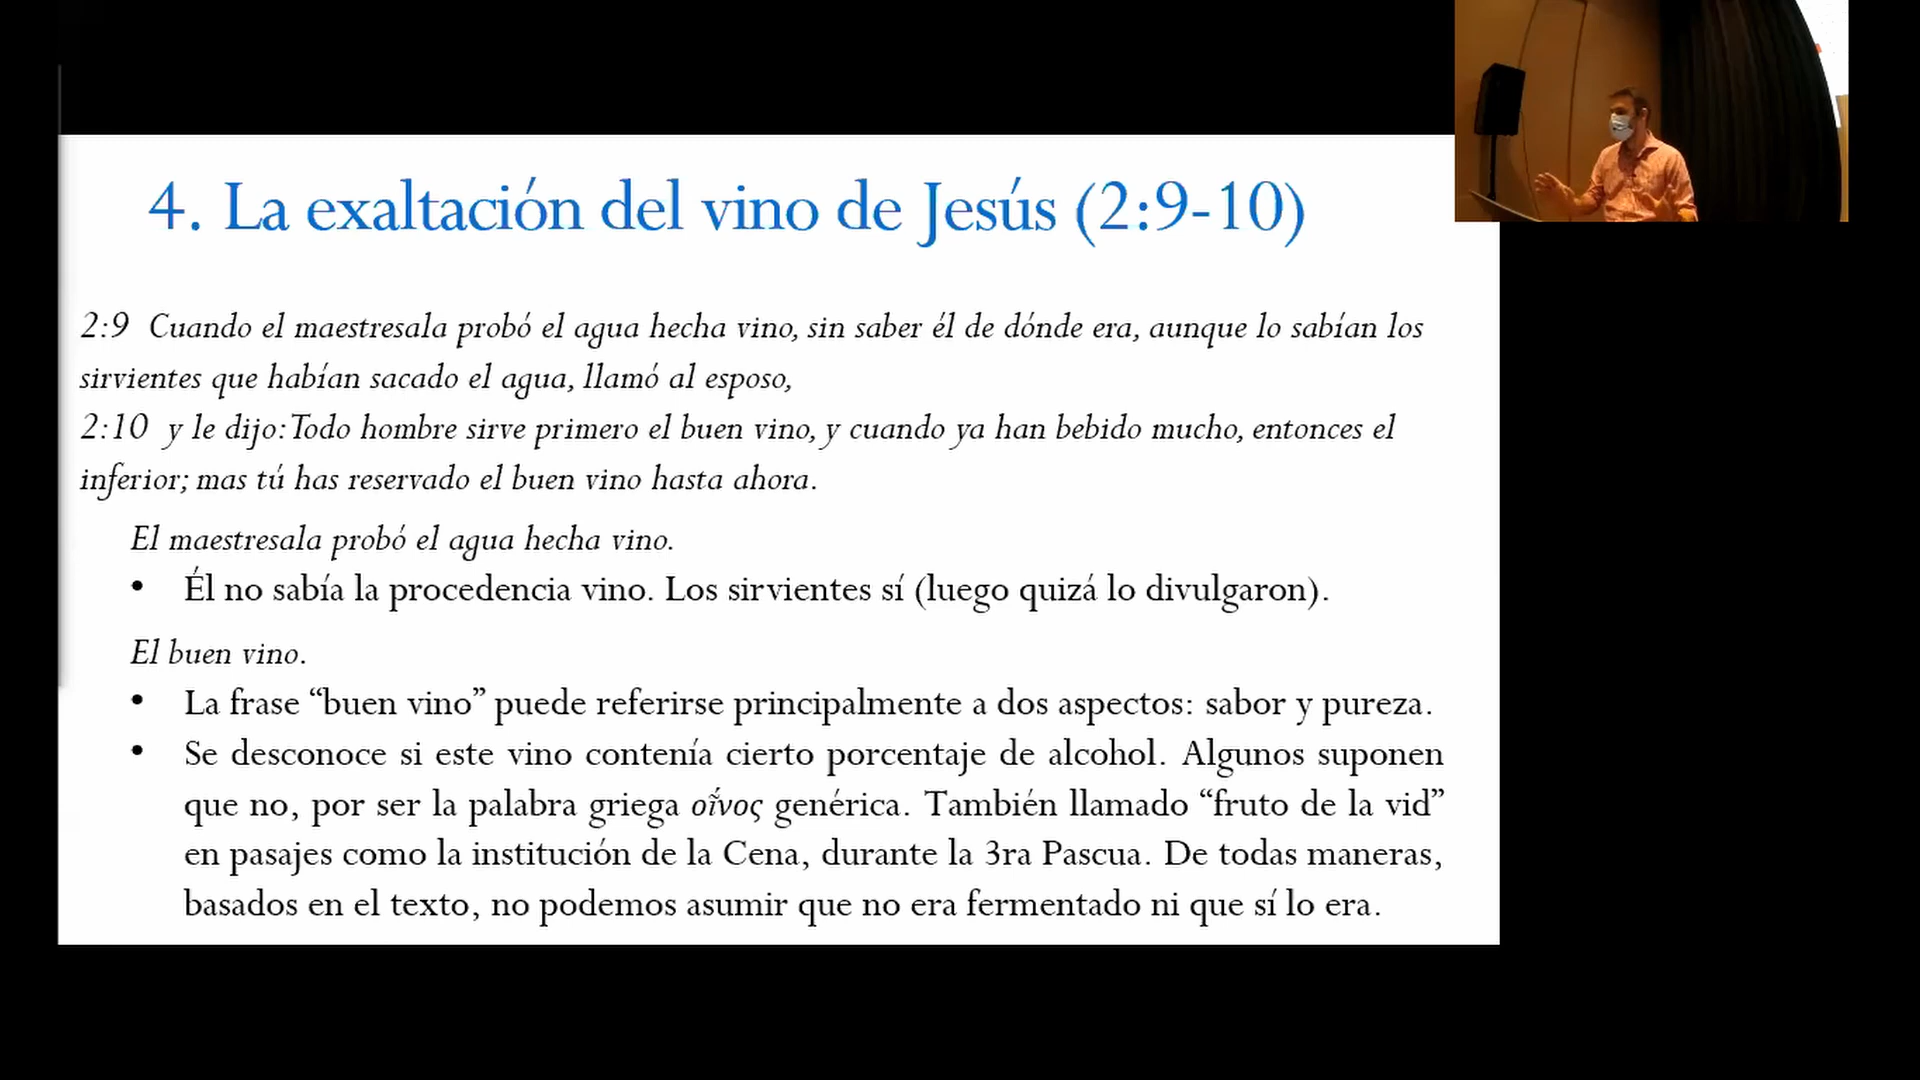 4. La exaltación del vino de Jesús (2:9-10)
2:9 Cuando el maestresala probó el agua hecha vino, sin saber él de dónde era, aunque lo sabían los
sirvientes que habían sacado el agua, llamó al esposo,
2:10 y le dijo: Todo hombre sirve primero el buen vino, y cuando ya han bebido mucho, entonces el
inferior; mas tú has reservado el buen vino hasta ahora.
El maestresala probó el agua hecha vino.
• Él no sabía la procedencia vino. Los sirvientes sí (luego quizá lo divulgaron).
El buen vino.
• La frase “buen vino” puede referirse principalmente a dos aspectos: sabor y pureza.
• Se desconoce si este vino contenía cierto porcentaje de alcohol. Algunos suponen
que no, por ser la palabra griega οἶνος genérica. También llamado “fruto de la vid”
en pasajes como la institución de la Cena, durante la 3ra Pascua. De todas maneras,
basados en el texto, no podemos asumir que no era fermentado ni que sí lo era.